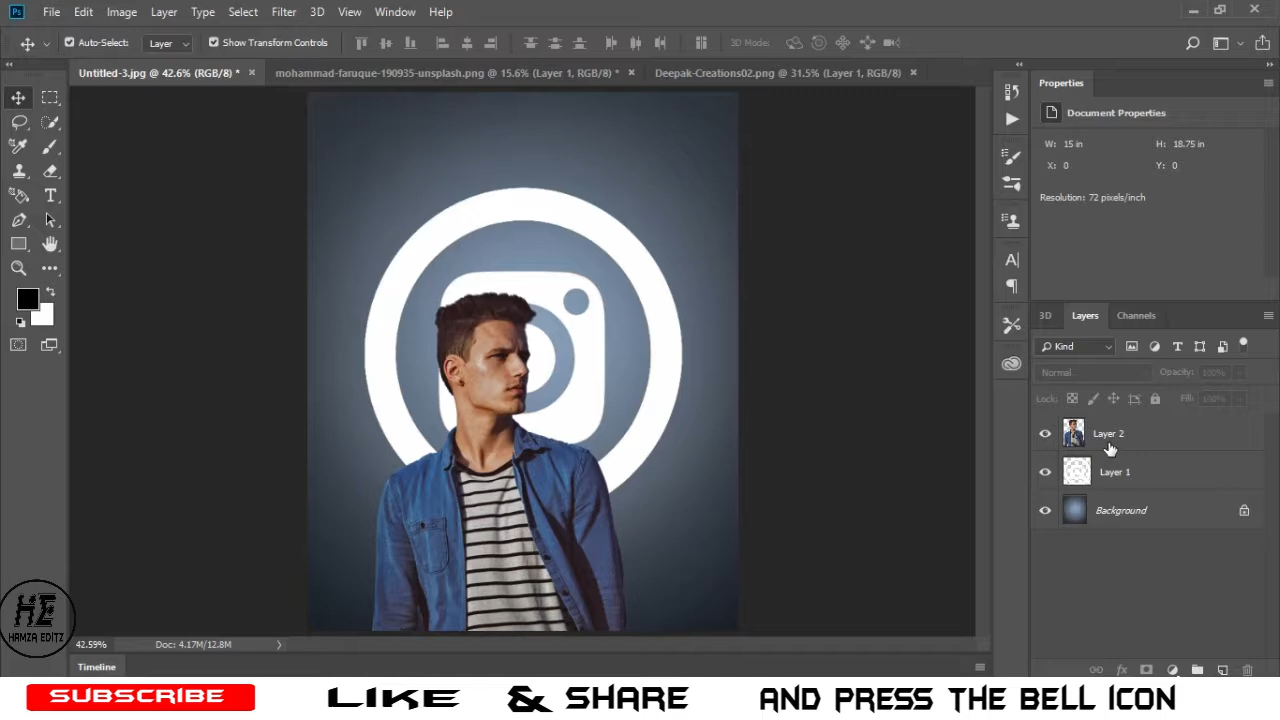 Ps File Edit Image Layer Type Select Filter 3D View Window Help
Auto-Select: Layer Show Transform Controls 3D Mode:
Untitled-3.jpg @ 42.6% (RGB/8) * × mohammad-faruque-190935-unsplash.png @ 15.6% (Layer 1, RGB/8) * × Deepak-Creations02.png @ 31.5% (Layer 1, RGB/8) ×
Properties
Document Properties
W: 15 in H: 18.75 in
X: 0 Y: 0
Resolution: 72 pixels/inch
3D Layers Channels
Kind
Normal Opacity: 100%
Lock: Fill: 100%
Layer 2
Layer 1
Background
HE
HAMZA EDITZ
42.59% Doc: 4.17M/12.8M
Timeline
SUBSCRIBE LIKE & SHARE AND PRESS THE BELL ICON